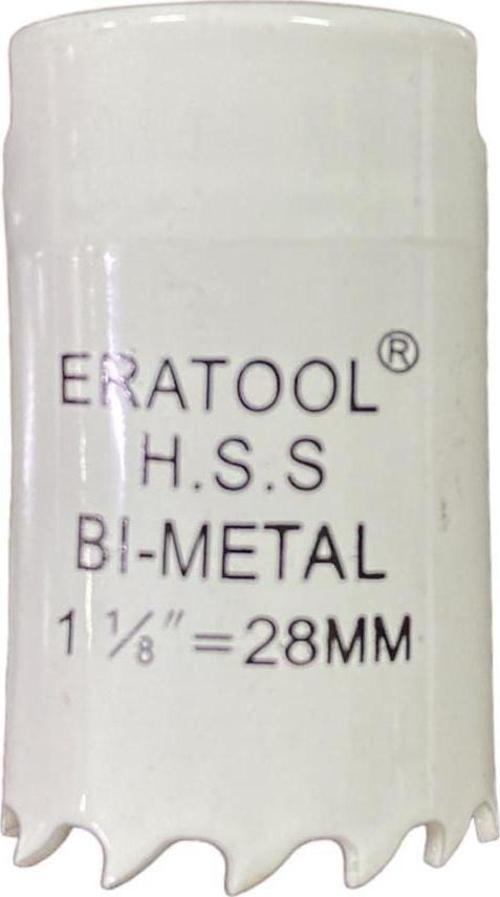 ERATOOL®
H.S.S
BI-METAL
1 ⅛"=28MM